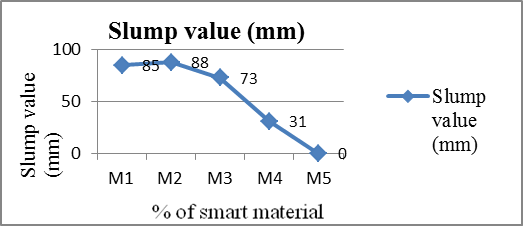 Slump value (mm)
100
50
0
Slump value
(mm)
85
88
73
31
0
M1 M2 M3 M4 M5
% of smart material
Slump
value
(mm)